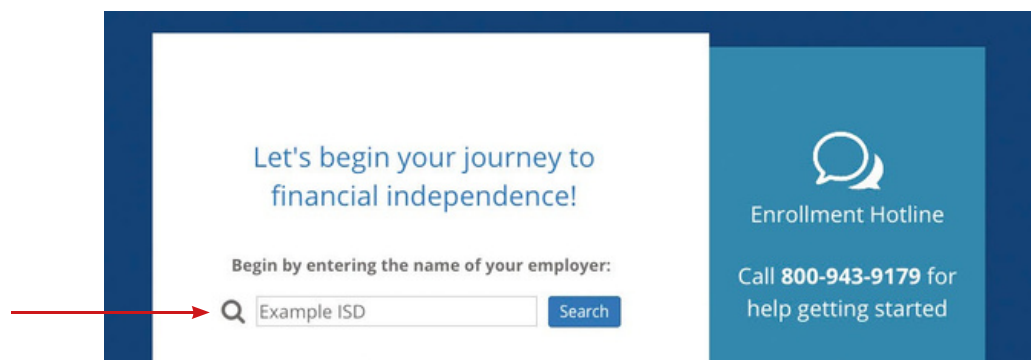 Let's begin your journey to
financial independence!
Begin by entering the name of your employer:
Example ISD
Search
Enrollment Hotline
Call 800-943-9179 for
help getting started